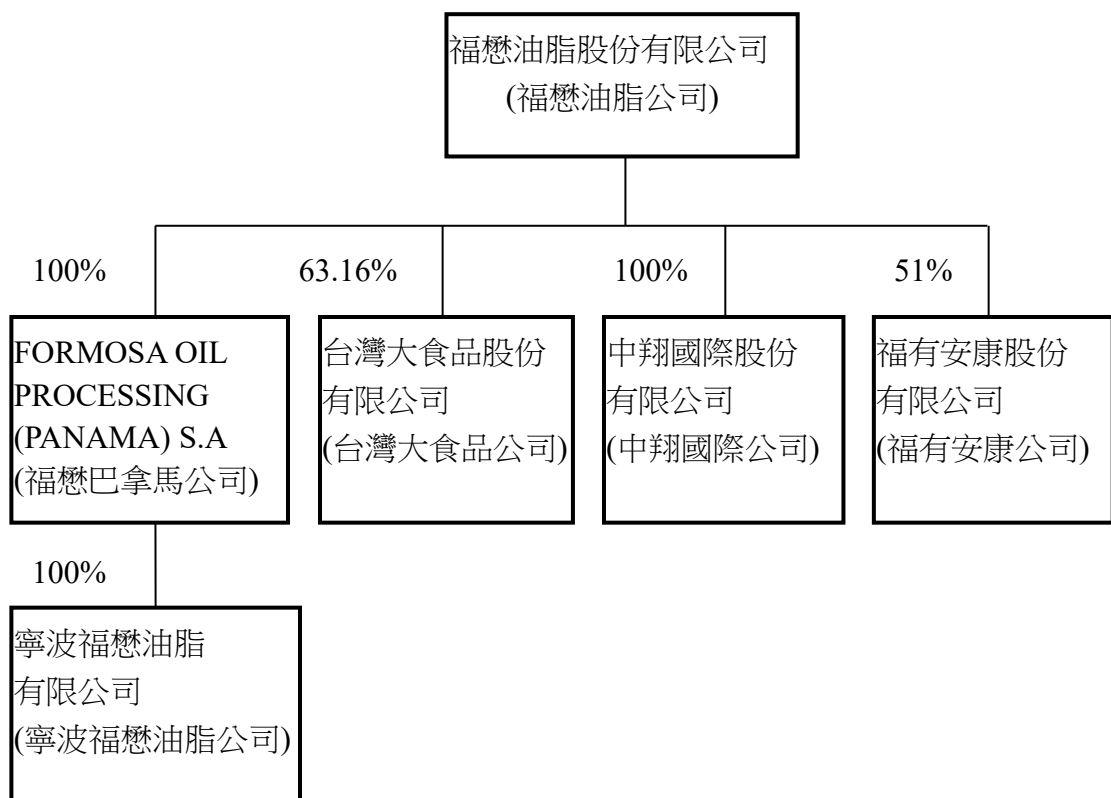 福懋油脂股份有限公司
(福懋油脂公司)
100%
63.16%
100%
51%
FORMOSA OIL
PROCESSING
(PANAMA) S.A
(福懋巴拿馬公司)
台灣大食品股份
有限公司
(台灣大食品公司)
中翔國際股份
有限公司
(中翔國際公司)
福有安康股份
有限公司
(福有安康公司)
100%
寧波福懋油脂
有限公司
(寧波福懋油脂公司)